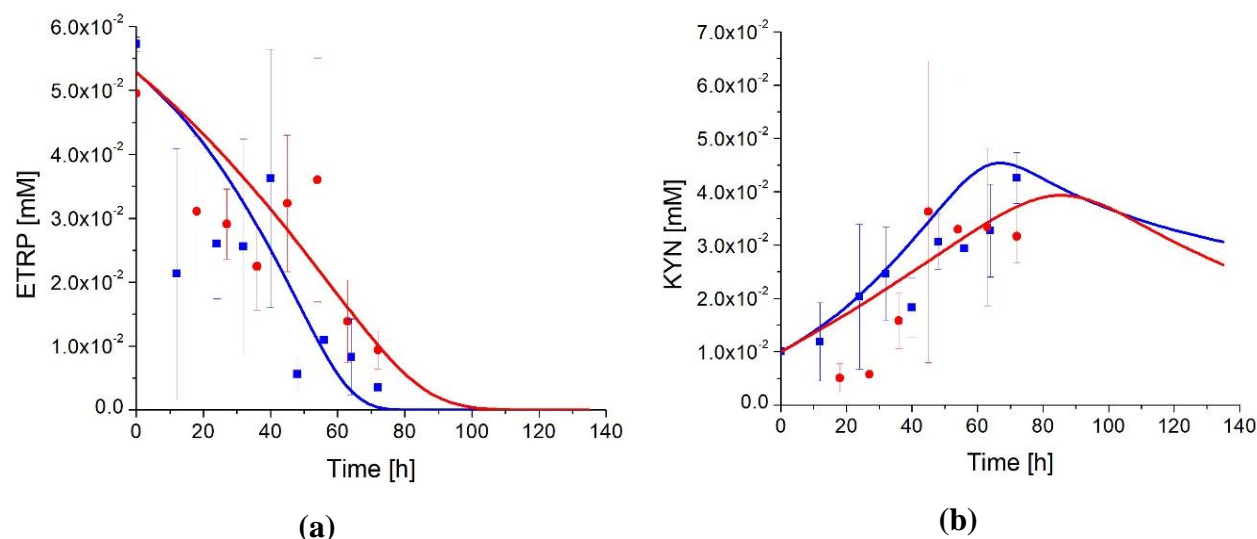 6.0x10⁻²
5.0x10⁻²
4.0x10⁻²
3.0x10⁻²
2.0x10⁻²
1.0x10⁻²
0.0
ETRP [mM]
0 20 40 60 80 100 120 140
Time [h]
(a)
7.0x10⁻²
6.0x10⁻²
5.0x10⁻²
4.0x10⁻²
3.0x10⁻²
2.0x10⁻²
1.0x10⁻²
0.0
KYN [mM]
0 20 40 60 80 100 120 140
Time [h]
(b)